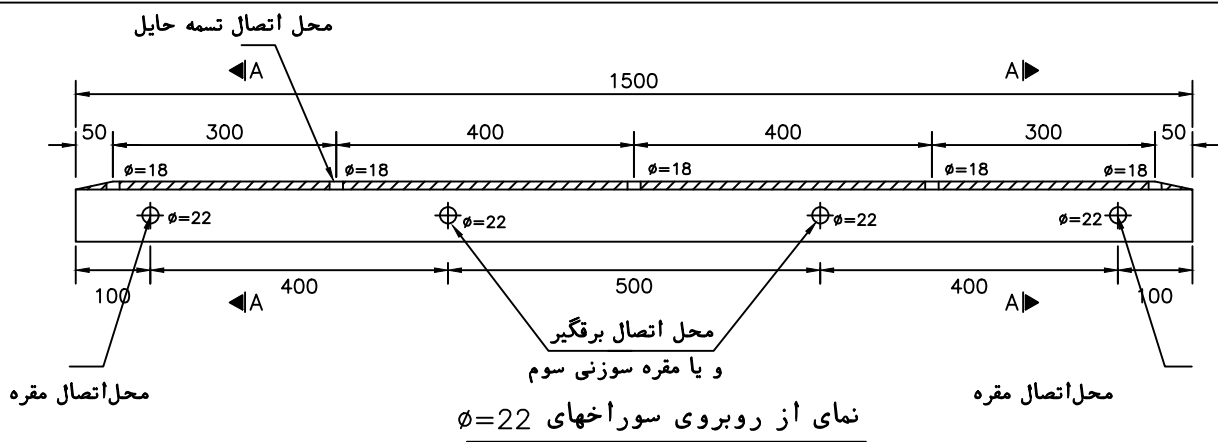 محل اتصال تسمه حایل
A A
1500
50 300 400 400 300 50
ø=18 ø=18 ø=18 ø=18 ø=18
ø=22 ø=22 ø=22 ø=22
100 400 500 400 100
A A
محل اتصال برقگیر
و یا مقره سوزنی سوم
محل اتصال مقره محل اتصال مقره
نمای از روبروی سوراخهای ø=22